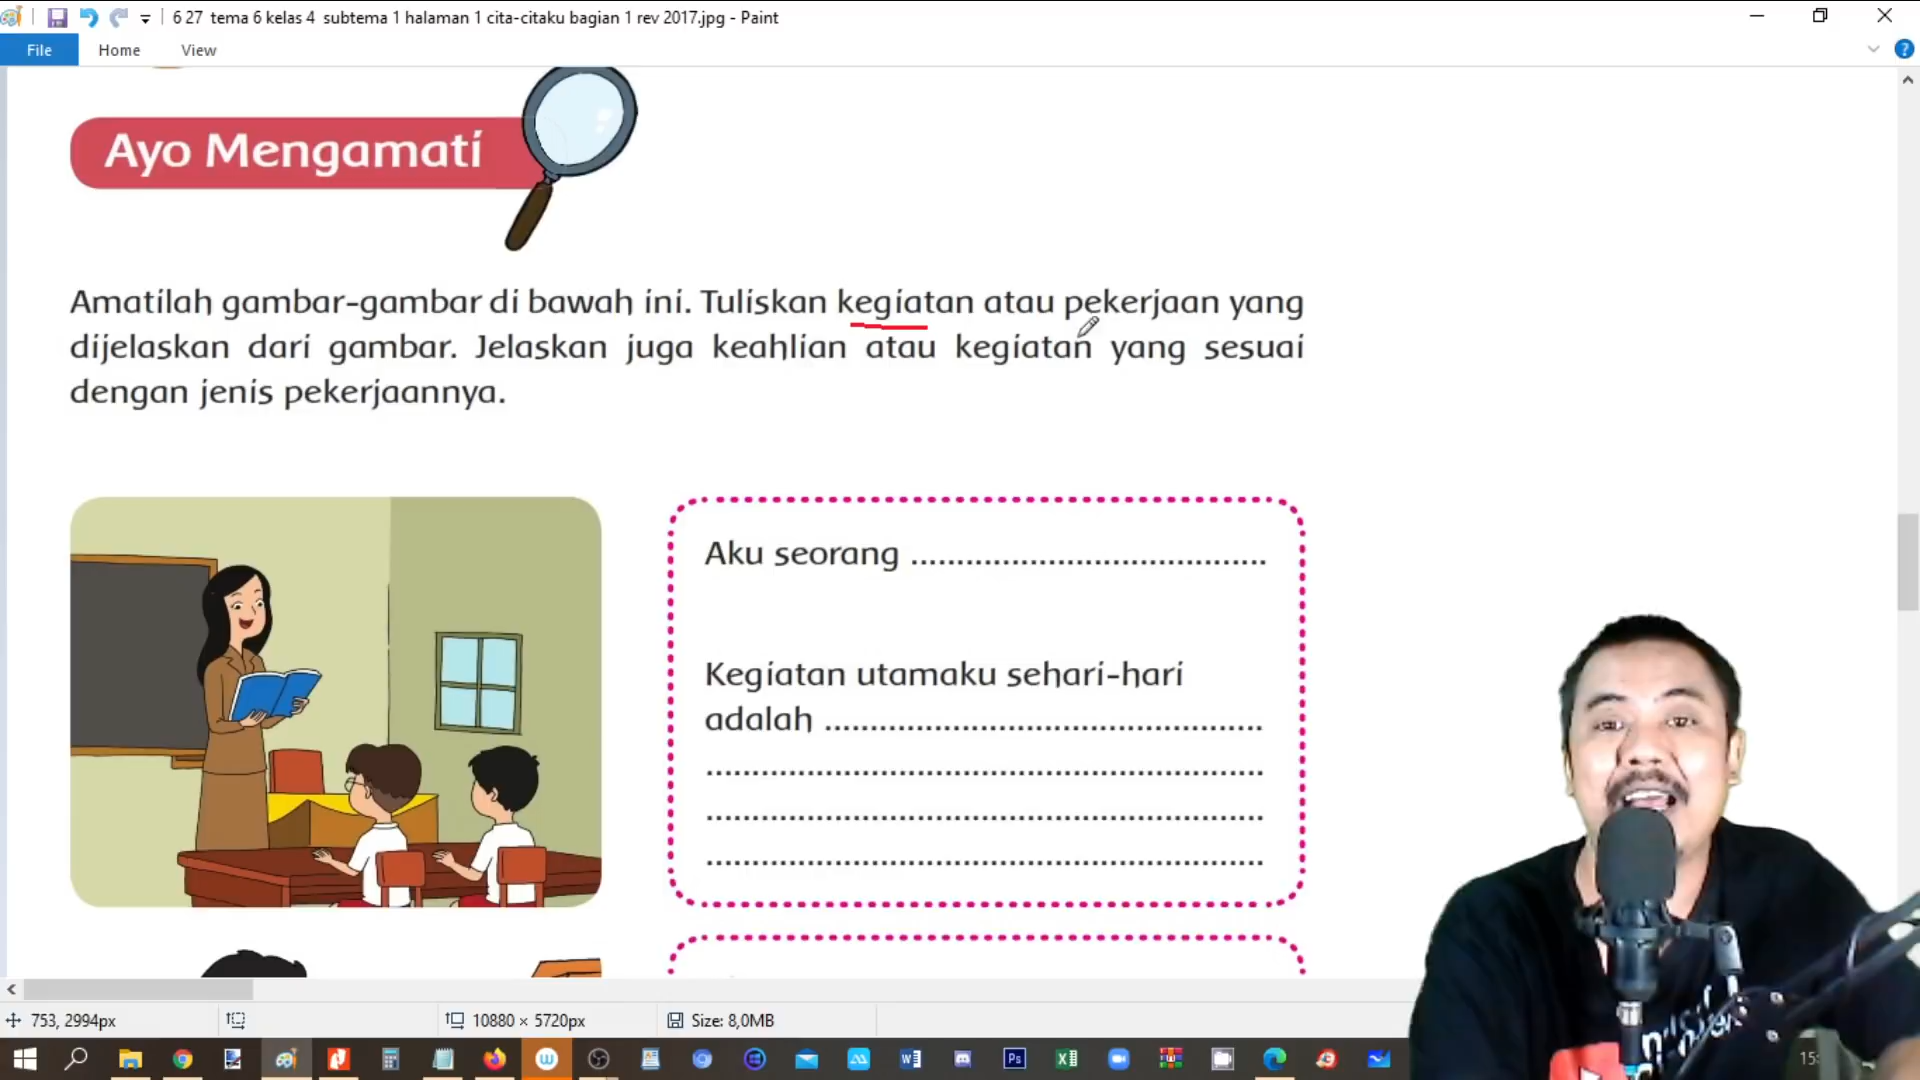 6 27 tema 6 kelas 4 subtema 1 halaman 1 cita-citaku bagian 1 rev 2017.jpg - Paint
File Home View
Ayo Mengamati
Amatilah gambar-gambar di bawah ini. Tuliskan kegiatan atau pekerjaan yang
dijelaskan dari gambar. Jelaskan juga keahlian atau kegiatan yang sesuai
dengan jenis pekerjaannya.
Aku seorang .......................................
Kegiatan utamaku sehari-hari
adalah ................................................
.............................................................
.............................................................
.............................................................
753, 2994px
10880 × 5720px
Size: 8,0MB